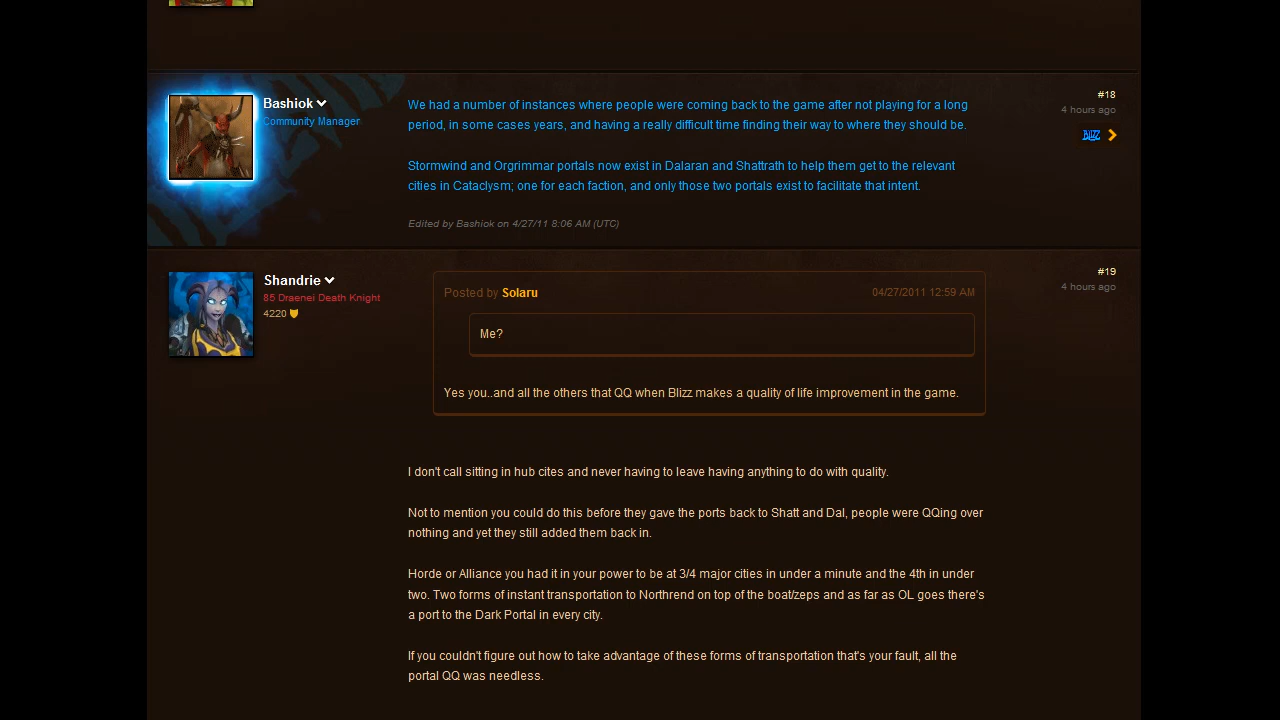 Bashiok
Community Manager
We had a number of instances where people were coming back to the game after not playing for a long
period, in some cases years, and having a really difficult time finding their way to where they should be.
Stormwind and Orgrimmar portals now exist in Dalaran and Shattrath to help them get to the relevant
cities in Cataclysm; one for each faction, and only those two portals exist to facilitate that intent.
Edited by Bashiok on 4/27/11 8:06 AM (UTC)
#18
4 hours ago
BLIZZ
Shandrie
85 Draenei Death Knight
4220
Posted by Solaru
04/27/2011 12:59 AM
Me?
Yes you..and all the others that QQ when Blizz makes a quality of life improvement in the game.
#19
4 hours ago
I don't call sitting in hub cites and never having to leave having anything to do with quality.
Not to mention you could do this before they gave the ports back to Shatt and Dal, people were QQing over
nothing and yet they still added them back in.
Horde or Alliance you had it in your power to be at 3/4 major cities in under a minute and the 4th in under
two. Two forms of instant transportation to Northrend on top of the boat/zeps and as far as OL goes there's
a port to the Dark Portal in every city.
If you couldn't figure out how to take advantage of these forms of transportation that's your fault, all the
portal QQ was needless.